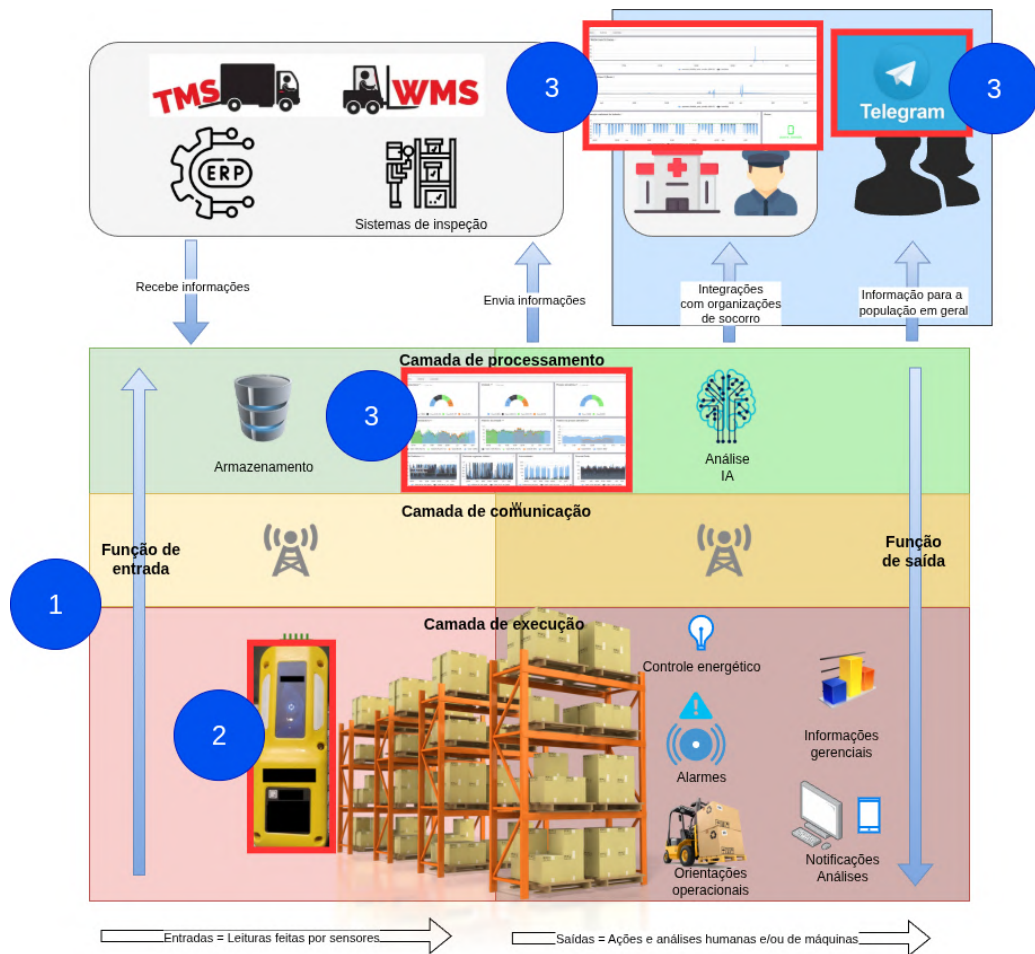 TMS
WMS
ERP
Sistemas de inspeção
3
3
Telegram
Recebe informações
Envia informações
Integrações
com organizações
de socorro
Informação para a
população em geral
Camada de processamento
3
Armazenamento
Análise
IA
w
Camada de comunicação
Função de
entrada
Função
de saída
1
Camada de execução
2
Controle energético
Alarmes
Informações
gerenciais
Orientações
operacionais
Notificações
Análises
Entradas = Leituras feitas por sensores
Saídas = Ações e análises humanas e/ou de máquinas